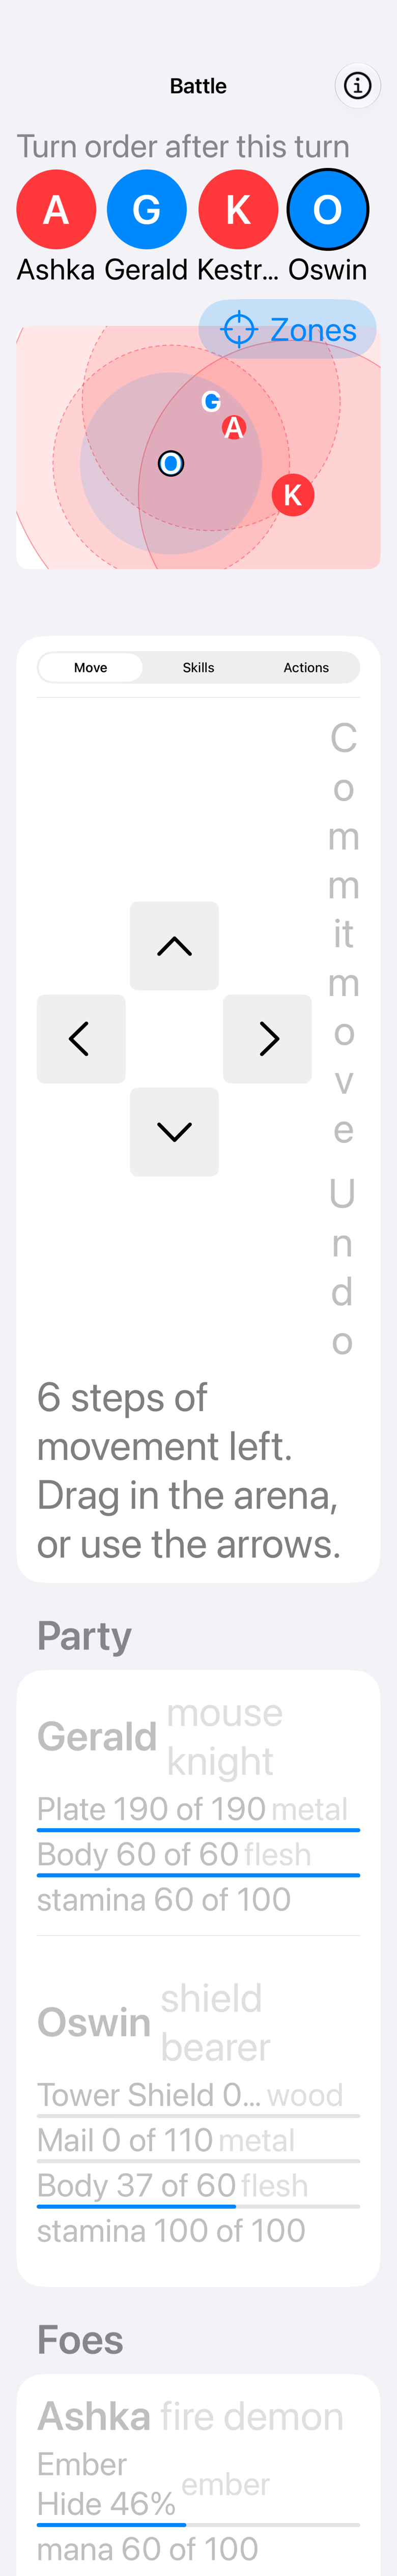 Battle
Turn order after this turn
A G K O
Ashka Gerald Kestr... Oswin
Zones
G
A
O
K
Move Skills Actions
C
o
m
m
it
m
o
v
e
U
n
d
o
6 steps of
movement left.
Drag in the arena,
or use the arrows.
Party
Gerald mouse
knight
Plate 190 of 190 metal
Body 60 of 60 flesh
stamina 60 of 100
Oswin shield
bearer
Tower Shield 0... wood
Mail 0 of 110 metal
Body 37 of 60 flesh
stamina 100 of 100
Foes
Ashka fire demon
Ember
Hide 46% ember
mana 60 of 100